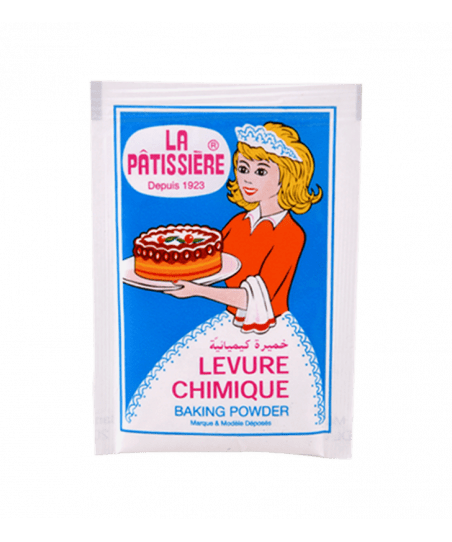 LA
PÂTISSIÈRE ®
Depuis 1923
خميرة كيميائية
LEVURE
CHIMIQUE
BAKING POWDER
Marque & Modèle Déposés